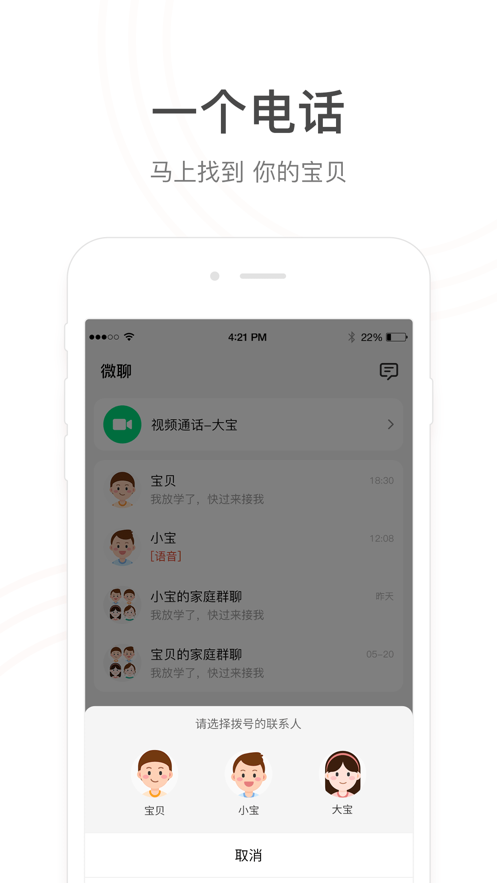 一个电话
马上找到 你的宝贝
4:21 PM
22%
微聊
视频通话-大宝
宝贝
18:30
我放学了，快过来接我
小宝
12:08
[语音]
小宝的家庭群聊
昨天
我放学了，快过来接我
宝贝的家庭群聊
05-20
我放学了，快过来接我
请选择拨号的联系人
宝贝
小宝
大宝
取消